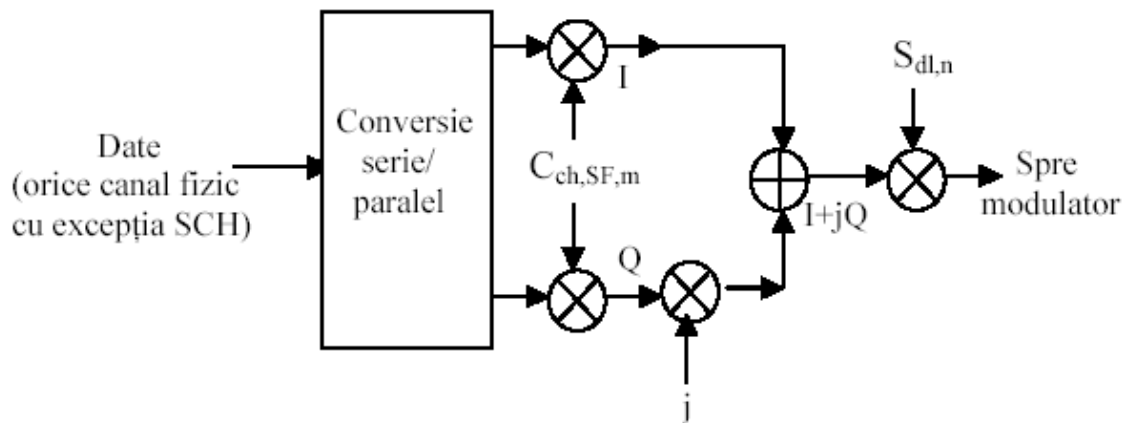 Date
(orice canal fizic
cu excepția SCH)
Conversie
serie/
paralel
I
C_ch,SF,m
Q
j
I+jQ
S_dl,n
Spre
modulator